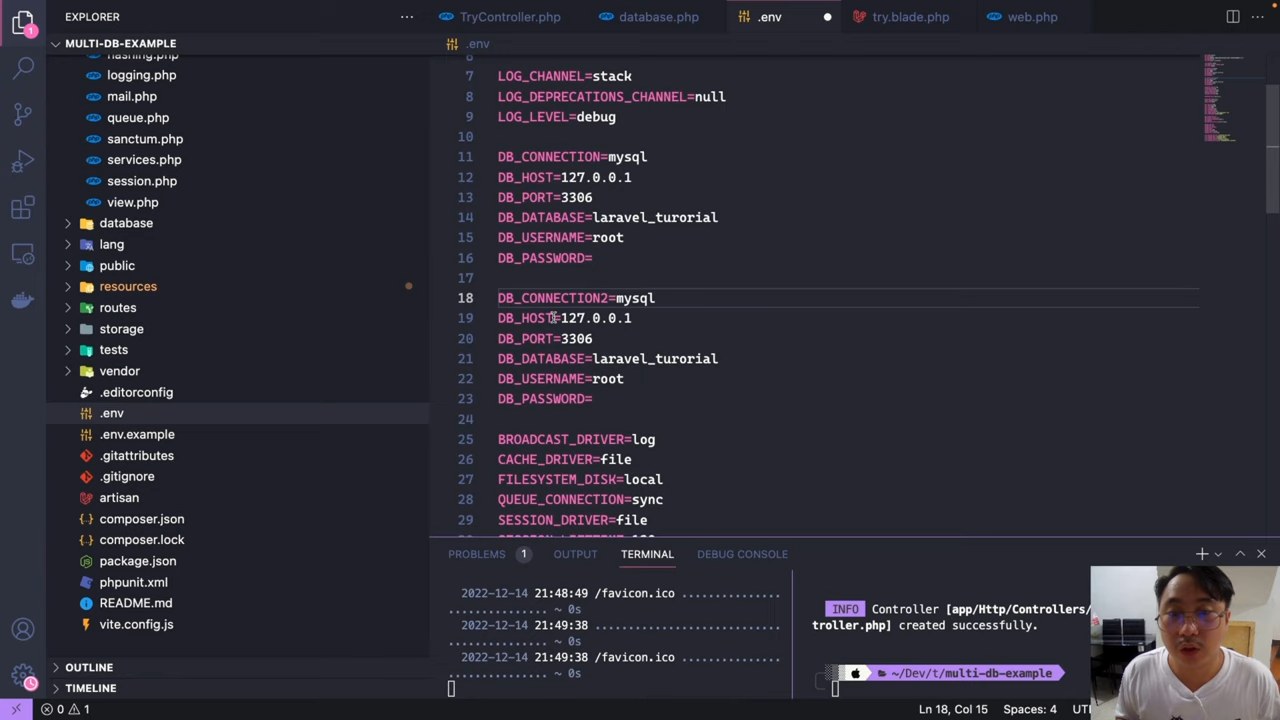 EXPLORER
MULTI-DB-EXAMPLE
hashing.php
logging.php
mail.php
queue.php
sanctum.php
services.php
session.php
view.php
database
lang
public
resources
routes
storage
tests
vendor
.editorconfig
.env
.env.example
.gitattributes
.gitignore
artisan
composer.json
composer.lock
package.json
phpunit.xml
README.md
vite.config.js
OUTLINE
TIMELINE
TryController.php
database.php
.env
try.blade.php
web.php
.env
6
7 LOG_CHANNEL=stack
8 LOG_DEPRECATIONS_CHANNEL=null
9 LOG_LEVEL=debug
10
11 DB_CONNECTION=mysql
12 DB_HOST=127.0.0.1
13 DB_PORT=3306
14 DB_DATABASE=laravel_turorial
15 DB_USERNAME=root
16 DB_PASSWORD=
17
18 DB_CONNECTION2=mysql
19 DB_HOST=127.0.0.1
20 DB_PORT=3306
21 DB_DATABASE=laravel_turorial
22 DB_USERNAME=root
23 DB_PASSWORD=
24
25 BROADCAST_DRIVER=log
26 CACHE_DRIVER=file
27 FILESYSTEM_DISK=local
28 QUEUE_CONNECTION=sync
29 SESSION_DRIVER=file
PROBLEMS 1 OUTPUT TERMINAL DEBUG CONSOLE
2022-12-14 21:48:49 /favicon.ico ..............
............... ~ 0s
2022-12-14 21:49:38 /favicon.ico ..............
............... ~ 0s
2022-12-14 21:49:38 /favicon.ico ..............
............... ~ 0s
INFO Controller [app/Http/Controllers/
troller.php] created successfully.
~/Dev/t/multi-db-example
0 1
Ln 18, Col 15 Spaces: 4
1